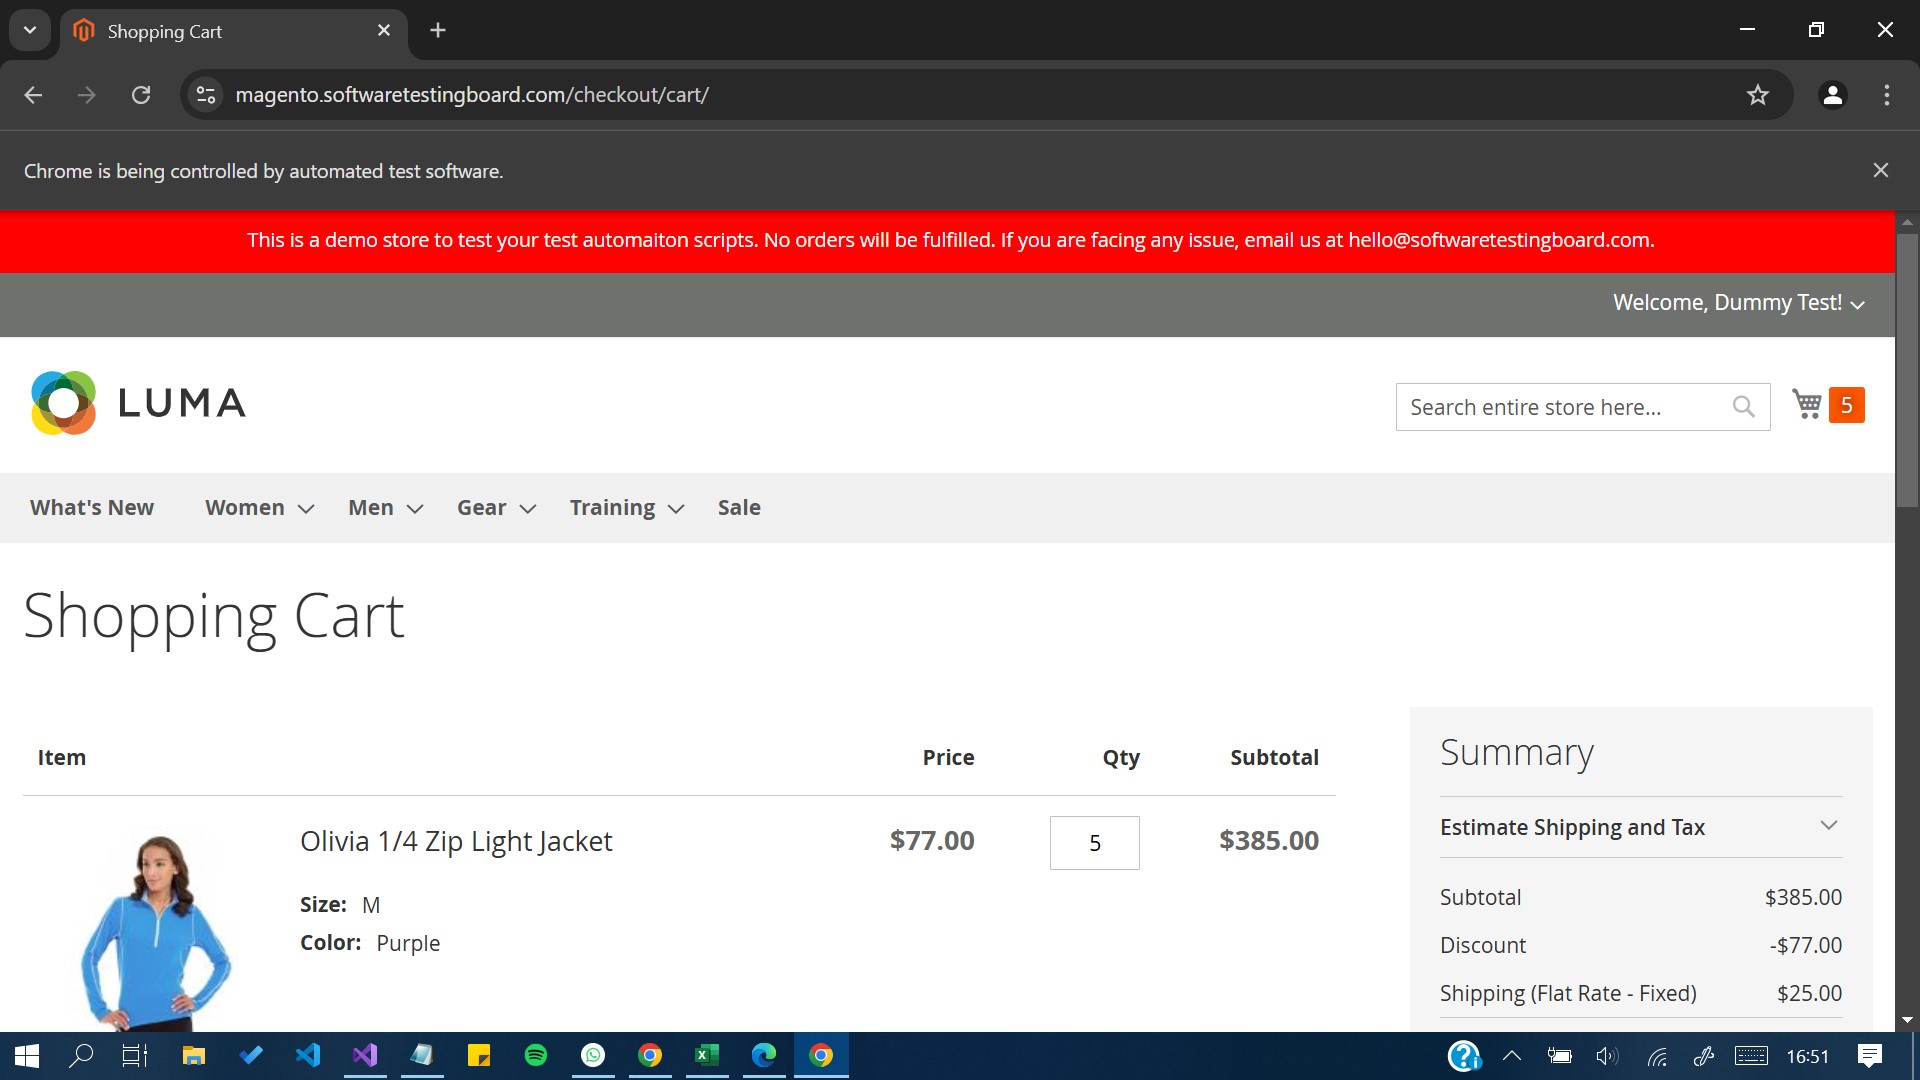 Shopping Cart
magento.softwaretestingboard.com/checkout/cart/
Chrome is being controlled by automated test software.
This is a demo store to test your test automaiton scripts. No orders will be fulfilled. If you are facing any issue, email us at hello@softwaretestingboard.com.
Welcome, Dummy Test!
LUMA
Search entire store here...
5
What's New Women Men Gear Training Sale
Shopping Cart
Item Price Qty Subtotal
Olivia 1/4 Zip Light Jacket $77.00 5 $385.00
Size: M
Color: Purple
Summary
Estimate Shipping and Tax
Subtotal $385.00
Discount -$77.00
Shipping (Flat Rate - Fixed) $25.00
16:51